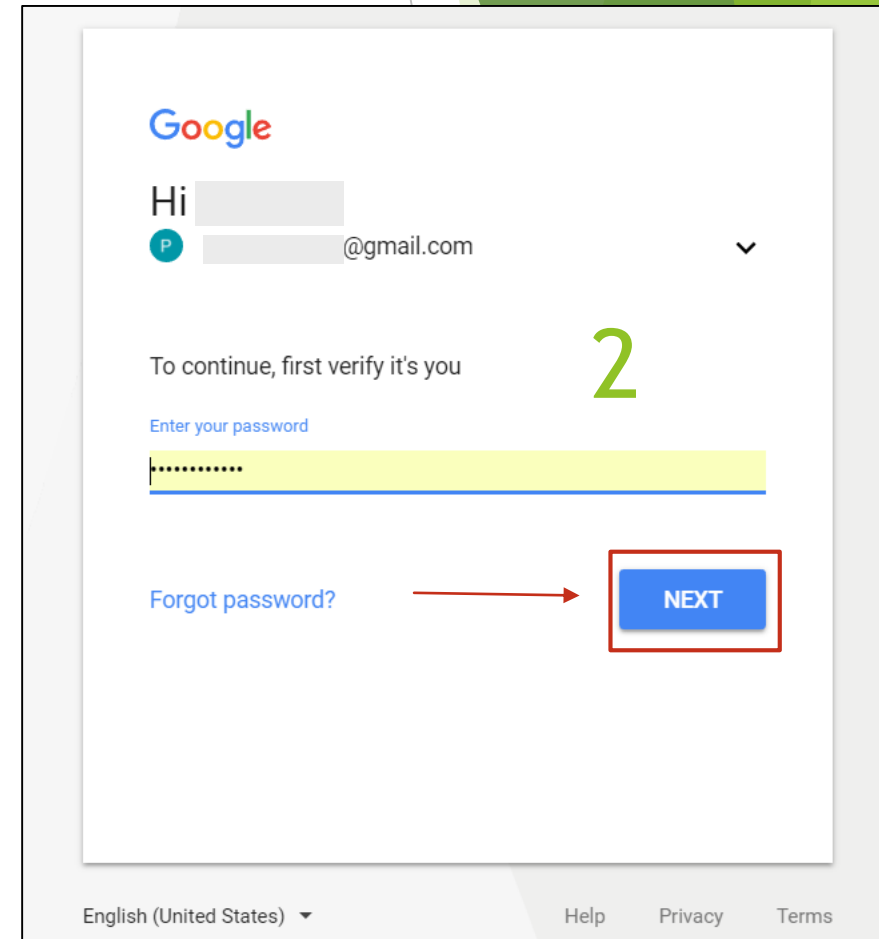 Google
Hi
P @gmail.com
To continue, first verify it's you
2
Enter your password
••••••••••••
Forgot password? NEXT
English (United States) Help Privacy Terms